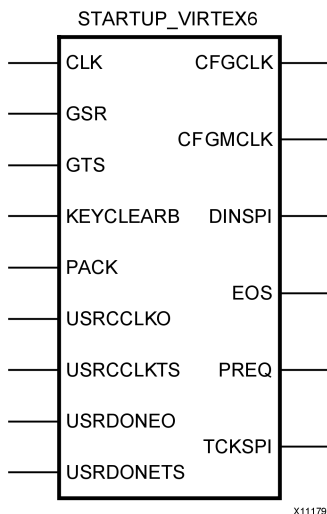 STARTUP_VIRTEX6
CLK CFGCLK
GSR
CFGMCLK
GTS
KEYCLEARB DINSPI
PACK
EOS
USRCCLKO
USRCCLKTS PREQ
USRDONEO
TCKSPI
USRDONETS
X11179